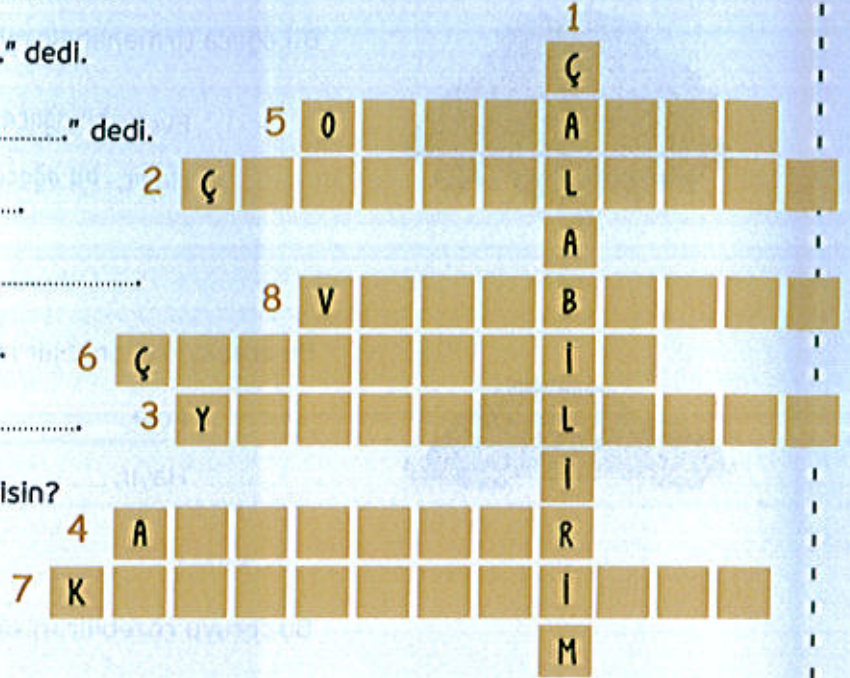 1
." dedi.
Ç
5 O A
............" dedi.
2 Ç L
A
8 V B
6 Ç İ
3 Y L
İ
isin?
4 A R
7 K İ
M